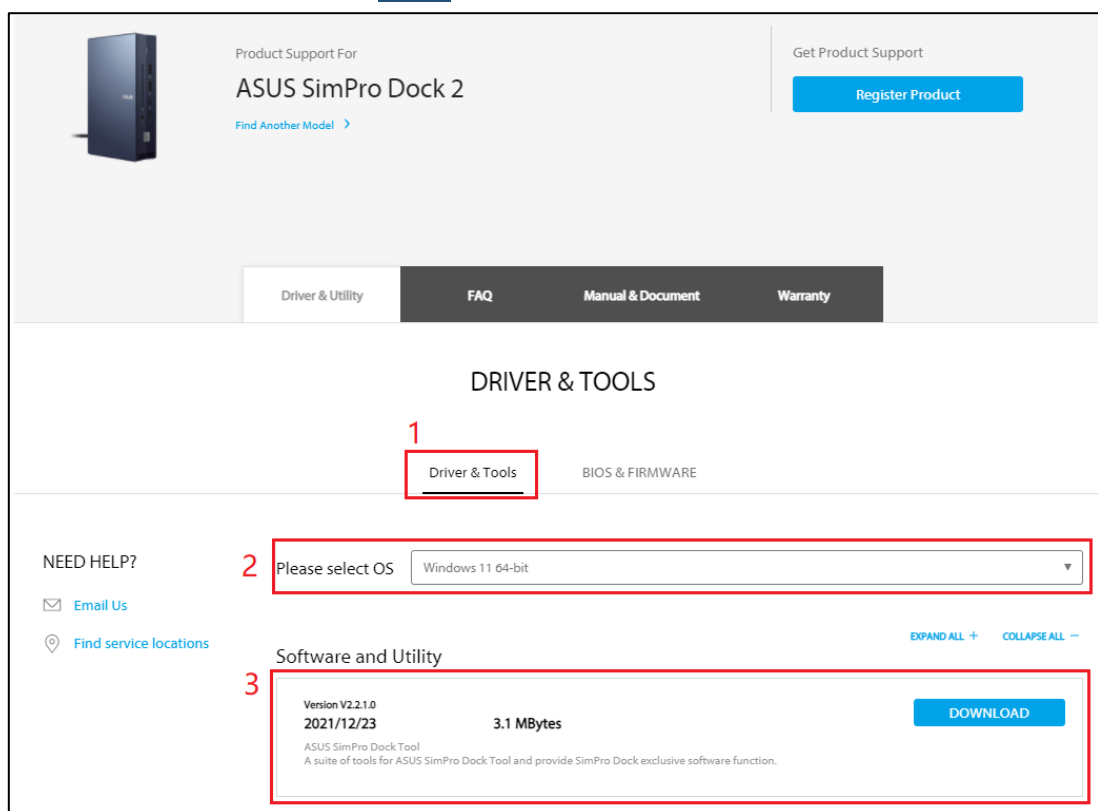 Product Support For
ASUS SimPro Dock 2
Find Another Model >
Get Product Support
Register Product
Driver & Utility
FAQ
Manual & Document
Warranty
DRIVER & TOOLS
1
Driver & Tools
BIOS & FIRMWARE
NEED HELP?
Email Us
Find service locations
2
Please select OS
Windows 11 64-bit
EXPAND ALL +
COLLAPSE ALL −
Software and Utility
3
Version V2.2.1.0
2021/12/23
3.1 MBytes
DOWNLOAD
ASUS SimPro Dock Tool
A suite of tools for ASUS SimPro Dock Tool and provide SimPro Dock exclusive software function.